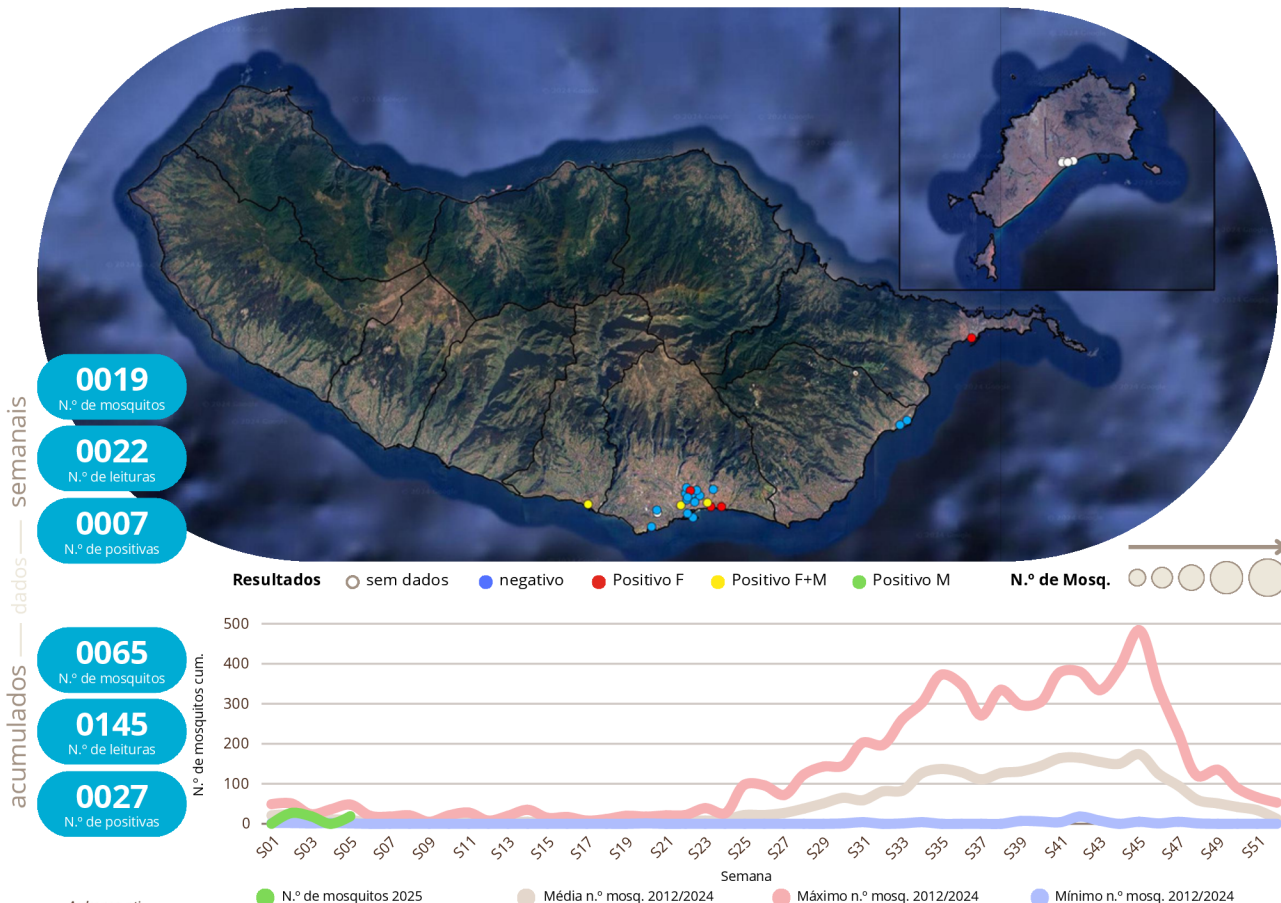 semanais
dados
acumulados
0019
N.º de mosquitos
0022
N.º de leituras
0007
N.º de positivas
Resultados
sem dados
negativo
Positivo F
Positivo F+M
Positivo M
N.º de Mosq.
0065
N.º de mosquitos
0145
N.º de leituras
0027
N.º de positivas
N.º de mosquitos cum.
500
400
300
200
100
0
S01 S03 S05 S07 S09 S11 S13 S15 S17 S19 S21 S23 S25 S27 S29 S31 S33 S35 S37 S39 S41 S43 S45 S47 S49 S51
Semana
N.º de mosquitos 2025
Média n.º mosq. 2012/2024
Máximo n.º mosq. 2012/2024
Mínimo n.º mosq. 2012/2024